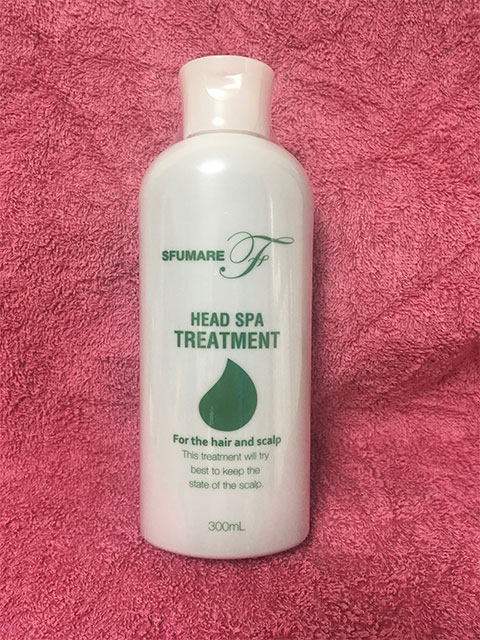 SFUMARE F
HEAD SPA
TREATMENT
For the hair and scalp
This treatment will try
best to keep the
state of the scalp.
300mL